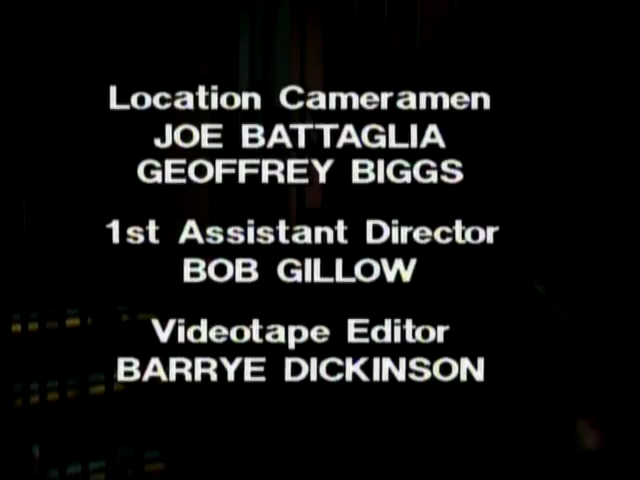 Location Cameramen
JOE BATTAGLIA
GEOFFREY BIGGS
1st Assistant Director
BOB GILLOW
Videotape Editor
BARRYE DICKINSON